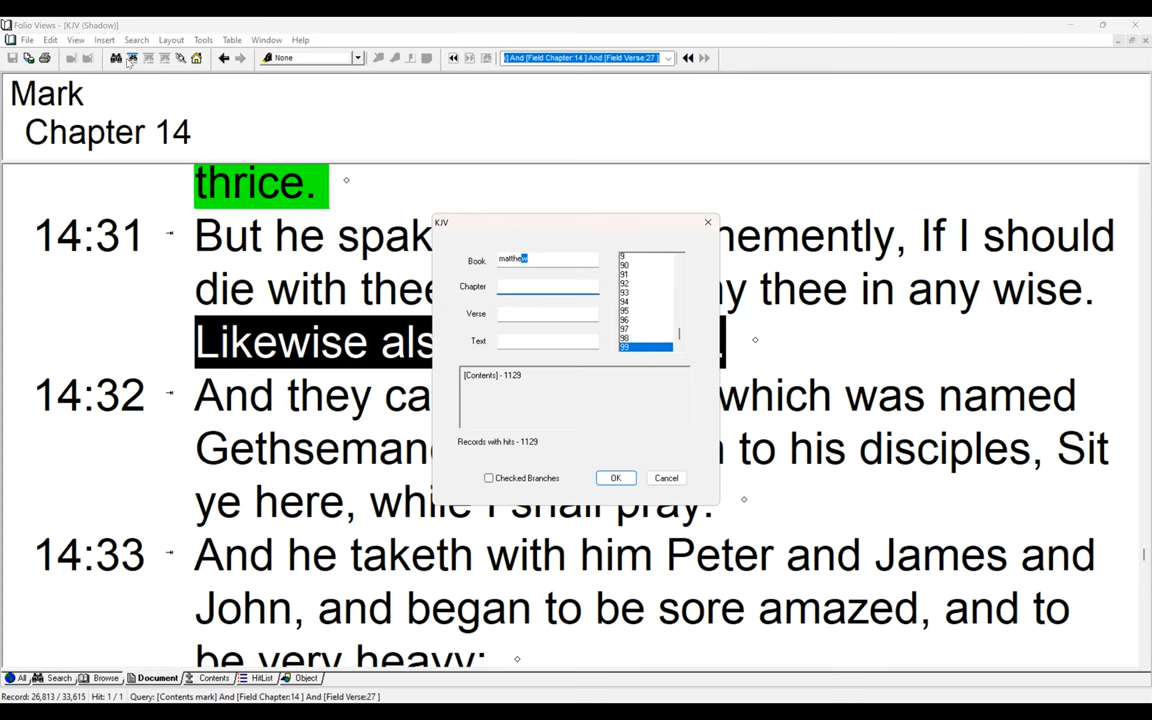 Folio Views - [KJV (Shadow)]
File Edit View Insert Search Layout Tools Table Window Help
None
] And [Field Chapter:14 ] And [Field Verse:27 ]
Mark
Chapter 14
thrice.
14:31 But he spak hemently, If I should
die with thee y thee in any wise.
Likewise als
14:32 And they ca which was named
Gethseman n to his disciples, Sit
ye here, while I shall pray.
14:33 And he taketh with him Peter and James and
John, and began to be sore amazed, and to
be very heavy;
KJV
Book matthew
Chapter
Verse
Text
9
90
91
92
93
94
95
96
97
98
99
[Contents] - 1129
Records with hits - 1129
Checked Branches OK Cancel
All Search Browse Document Contents HitList Object
Record: 26,813 / 33,615 Hit: 1 / 1 Query: [Contents mark] And [Field Chapter:14 ] And [Field Verse:27 ]